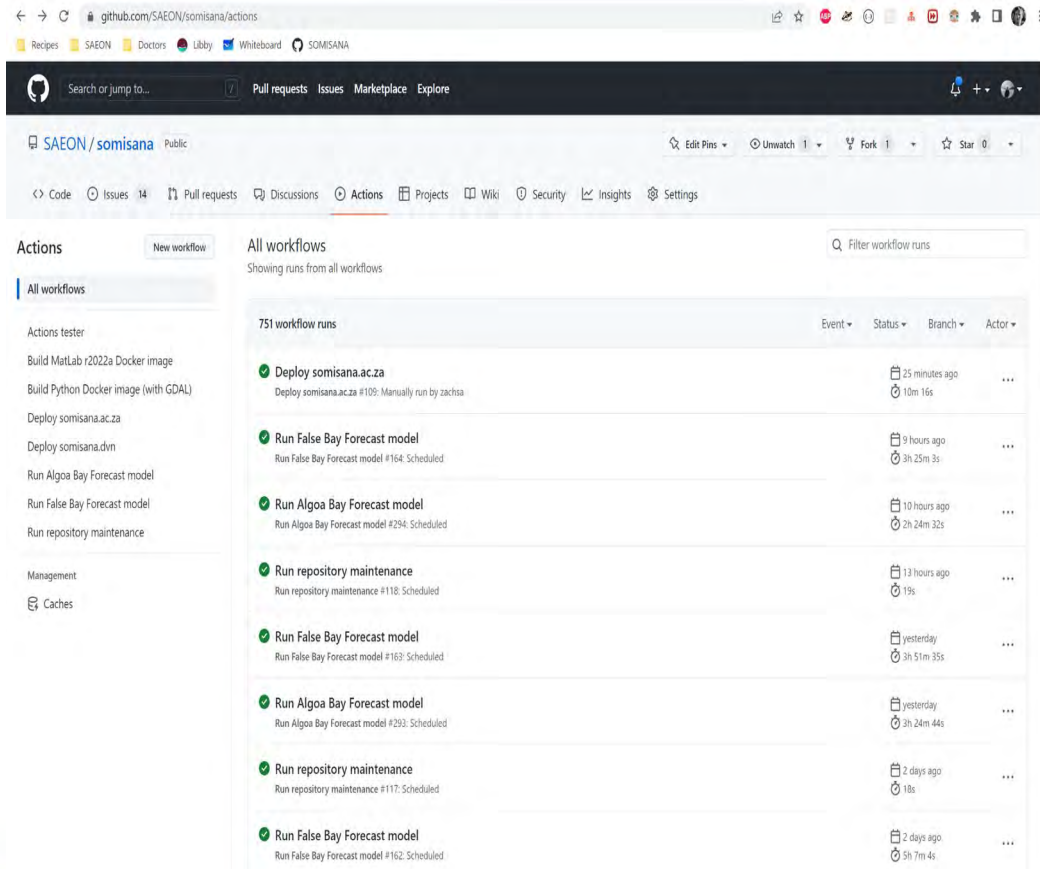 github.com/SAEON/somisana/actions
Recipes SAEON Doctors Libby Whiteboard SOMISANA
Search or jump to... / Pull requests Issues Marketplace Explore
SAEON / somisana Public
Edit Pins Unwatch 1 Fork 1 Star 0
<> Code Issues 14 Pull requests Discussions Actions Projects Wiki Security Insights Settings
Actions
New workflow
All workflows
Actions tester
Build MatLab r2022a Docker image
Build Python Docker image (with GDAL)
Deploy somisana.ac.za
Deploy somisana.dvn
Run Algoa Bay Forecast model
Run False Bay Forecast model
Run repository maintenance
Management
Caches
All workflows
Showing runs from all workflows
Filter workflow runs
751 workflow runs
Event Status Branch Actor
Deploy somisana.ac.za
Deploy somisana.ac.za #109: Manually run by zachsa
25 minutes ago
10m 16s
Run False Bay Forecast model
Run False Bay Forecast model #164: Scheduled
9 hours ago
3h 25m 3s
Run Algoa Bay Forecast model
Run Algoa Bay Forecast model #294: Scheduled
10 hours ago
2h 24m 32s
Run repository maintenance
Run repository maintenance #118: Scheduled
13 hours ago
19s
Run False Bay Forecast model
Run False Bay Forecast model #163: Scheduled
yesterday
3h 51m 35s
Run Algoa Bay Forecast model
Run Algoa Bay Forecast model #293: Scheduled
yesterday
3h 24m 44s
Run repository maintenance
Run repository maintenance #117: Scheduled
2 days ago
18s
Run False Bay Forecast model
Run False Bay Forecast model #162: Scheduled
2 days ago
5h 7m 4s